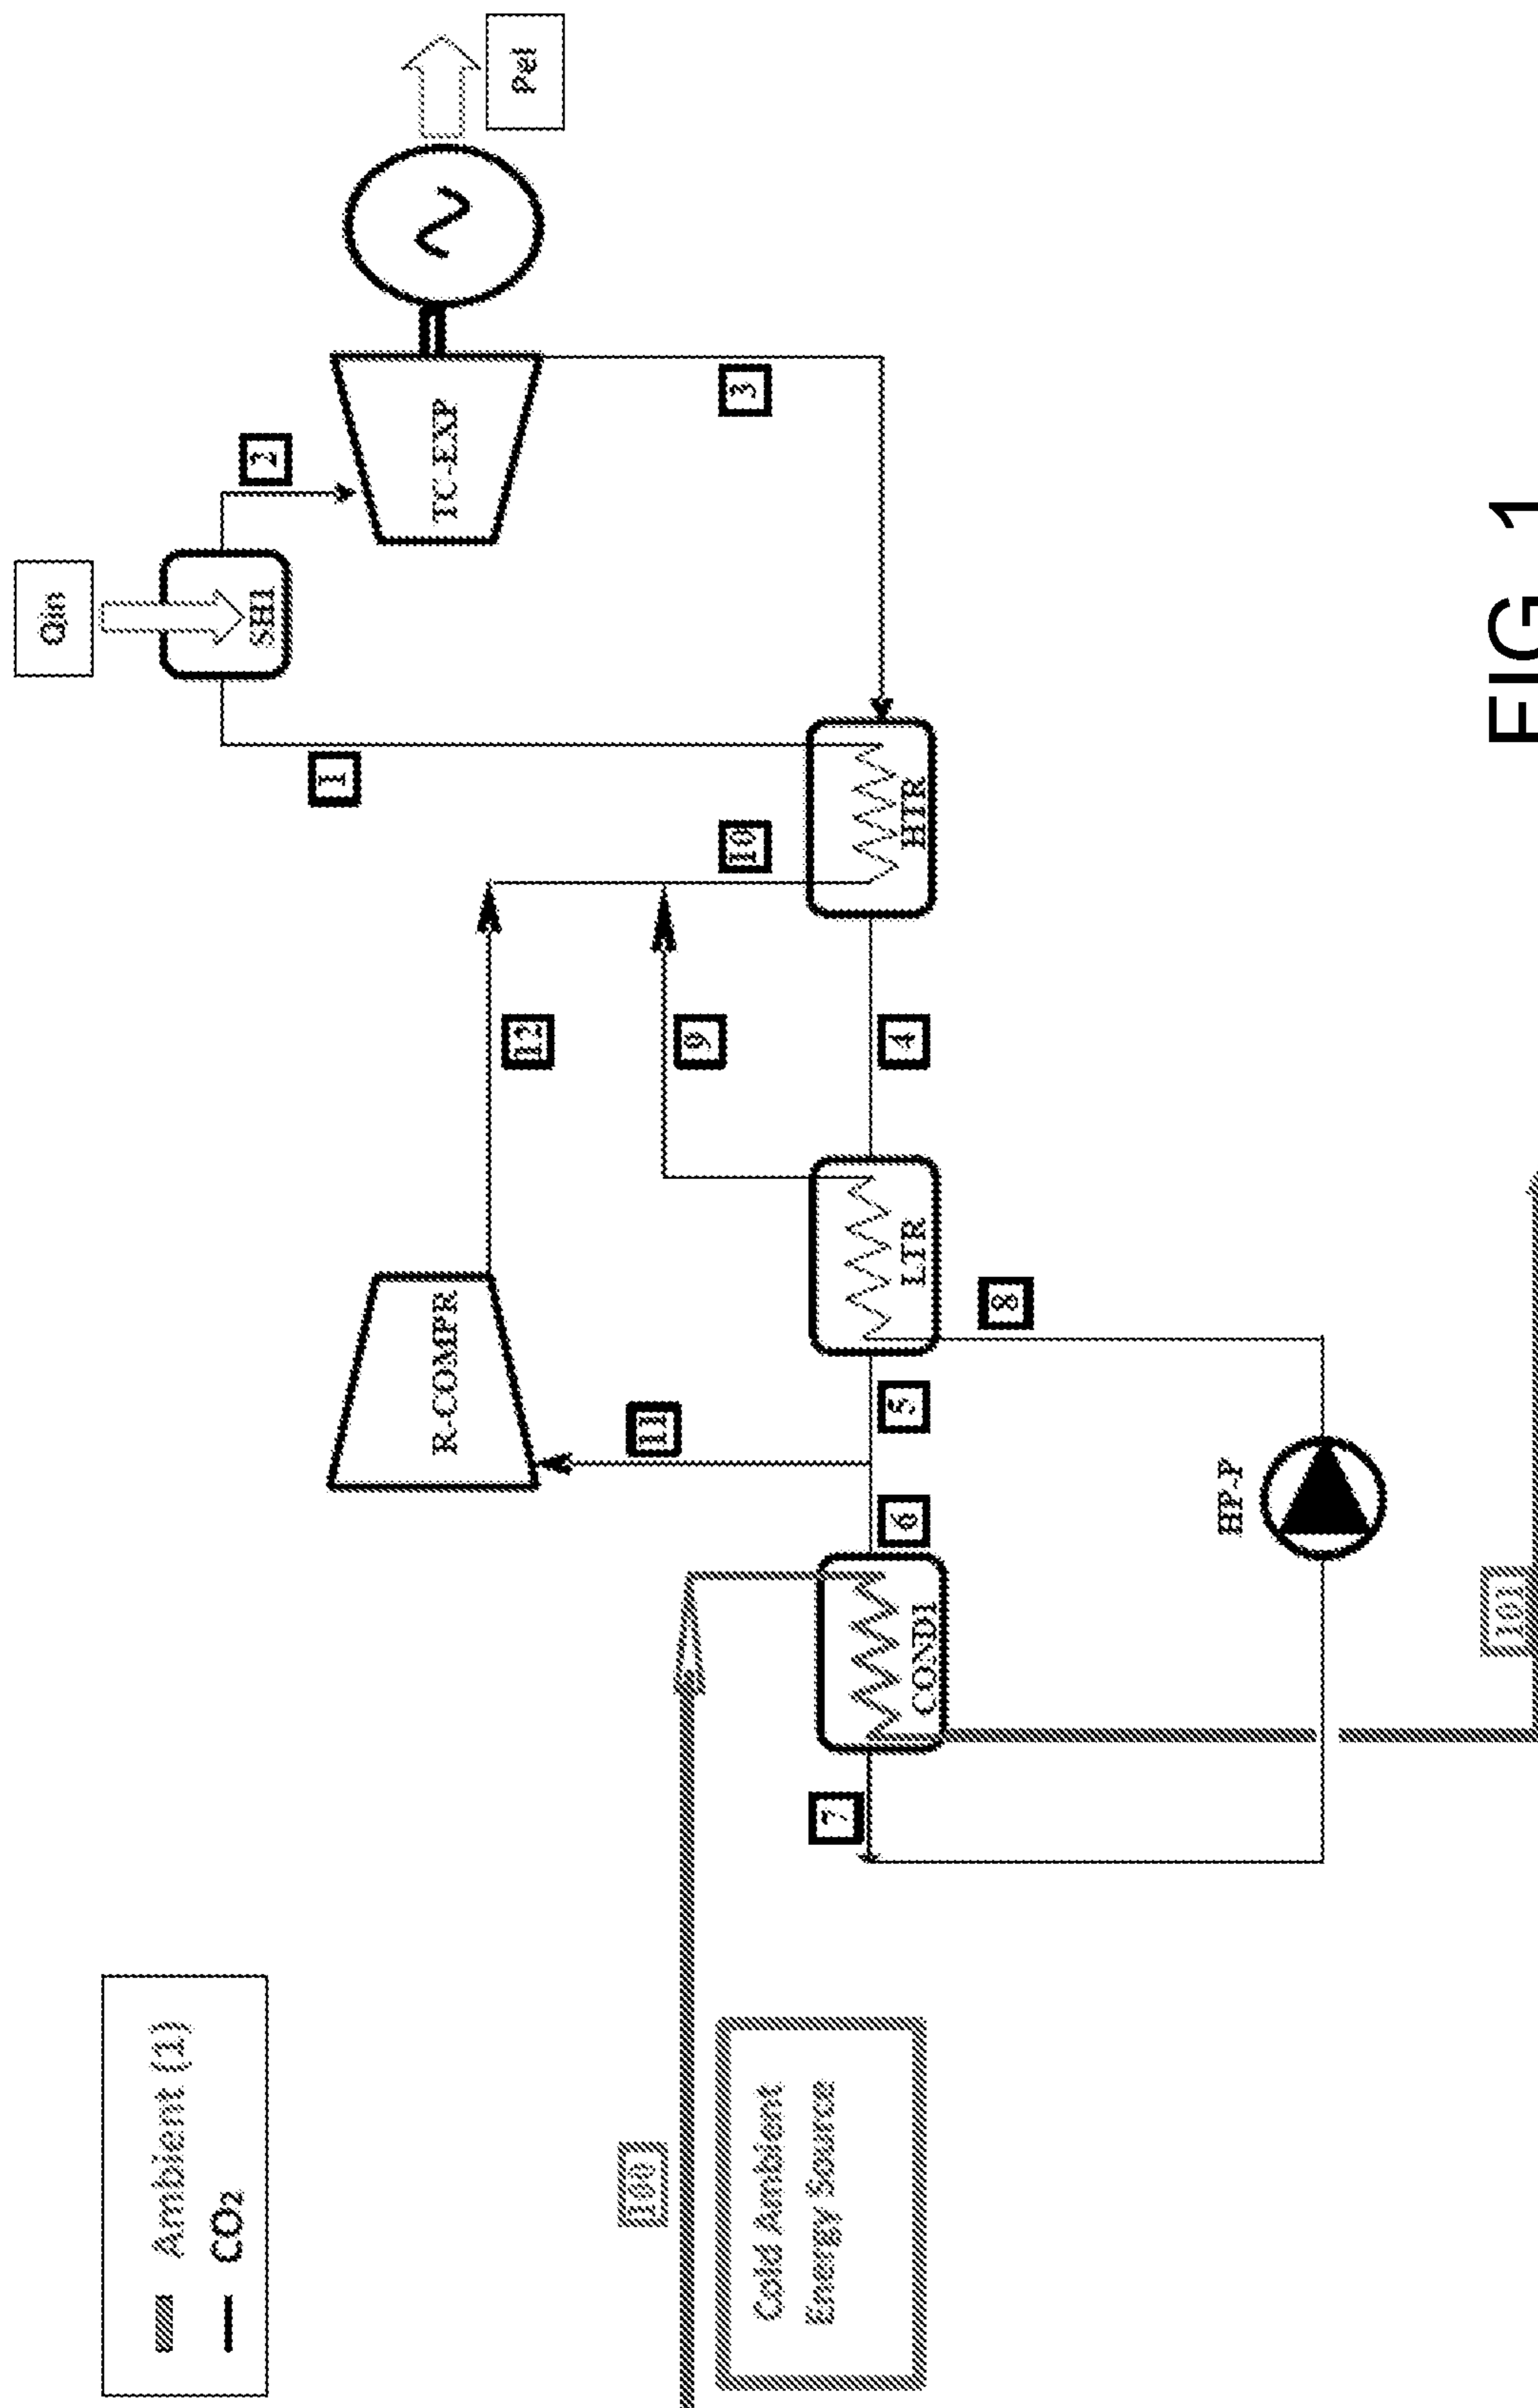 Ambient (1)
CO₂
Qin
SH1
2
TC-EXP
Pel
1
R-COMPR
12
3
11
9
10
100
Cold Ambient
Energy Source
7
COND1
6
5
LTR
4
HTR
8
HP-P
101
FIG. 1